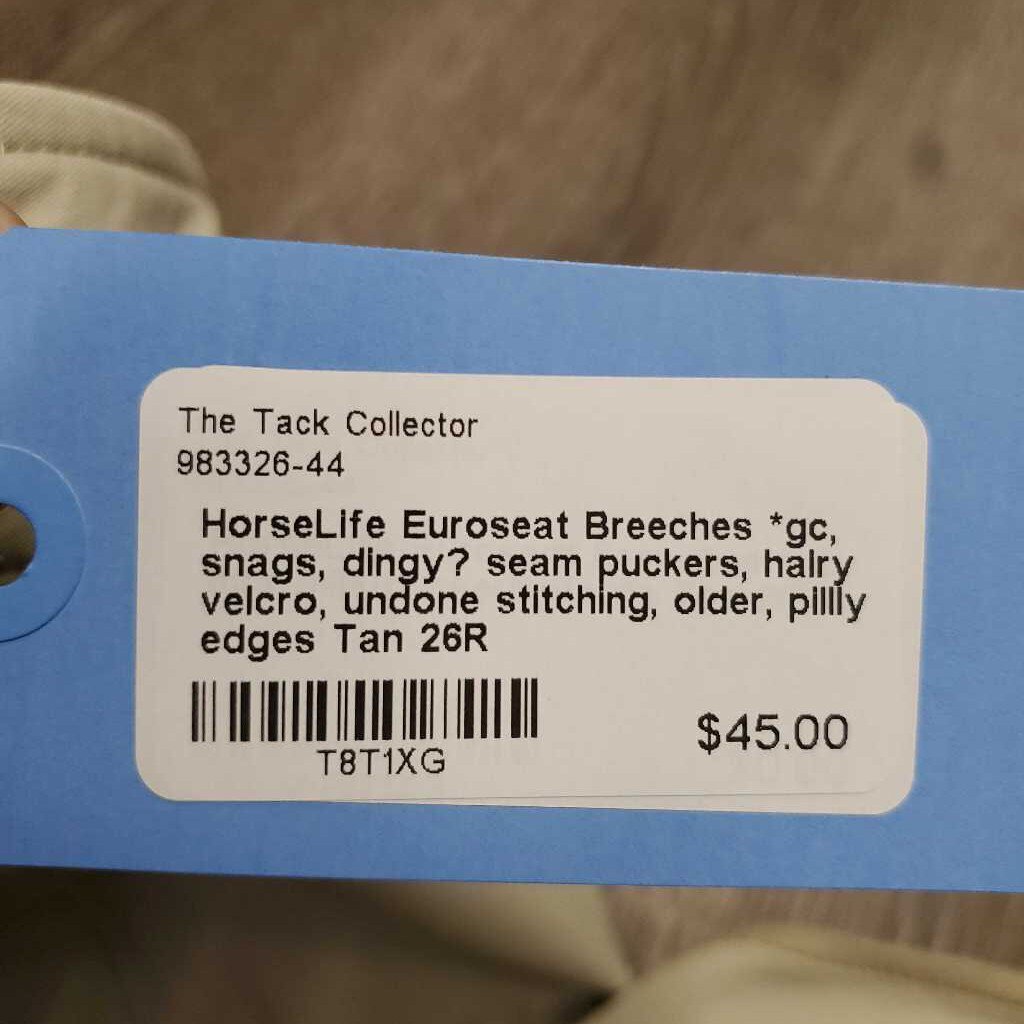 The Tack Collector
983326-44
HorseLife Euroseat Breeches *gc,
snags, dingy? seam puckers, hairy
velcro, undone stitching, older, pillly
edges Tan 26R
T8T1XG
$45.00